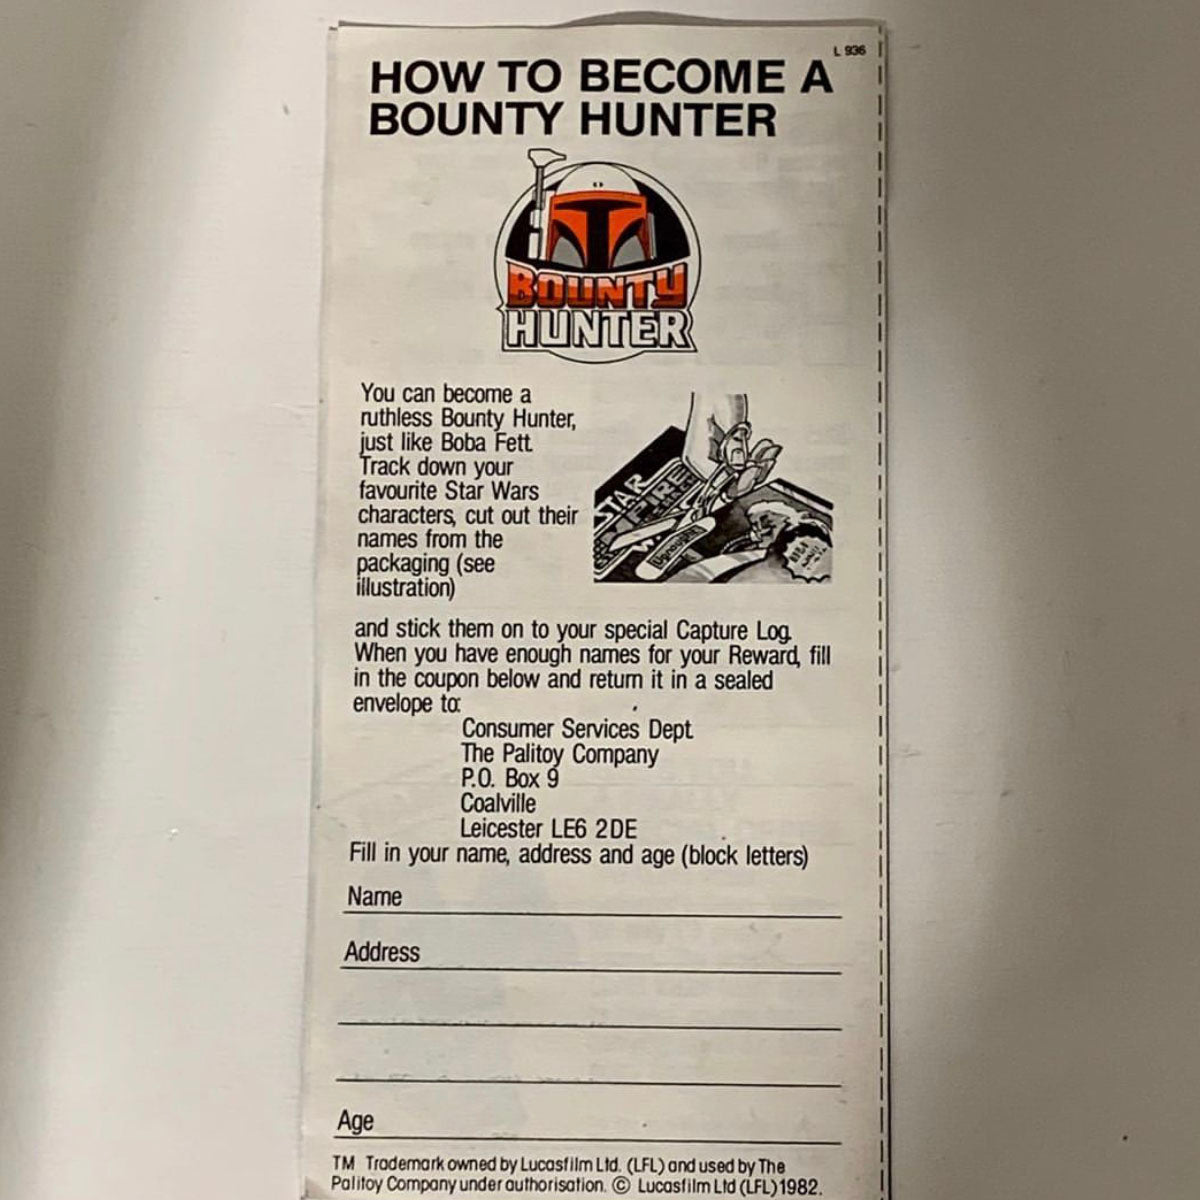 L 936
HOW TO BECOME A
BOUNTY HUNTER
BOUNTY
HUNTER
You can become a
ruthless Bounty Hunter,
just like Boba Fett.
Track down your
favourite Star Wars
characters, cut out their
names from the
packaging (see
illustration)
STAR
EMPIRE
and stick them on to your special Capture Log.
When you have enough names for your Reward, fill
in the coupon below and return it in a sealed
envelope to:
Consumer Services Dept.
The Palitoy Company
P.O. Box 9
Coalville
Leicester LE6 2DE
Fill in your name, address and age (block letters)
Name
Address
Age
TM Trademark owned by Lucasfilm Ltd. (LFL) and used by The
Palitoy Company under authorisation. © Lucasfilm Ltd (LFL) 1982.